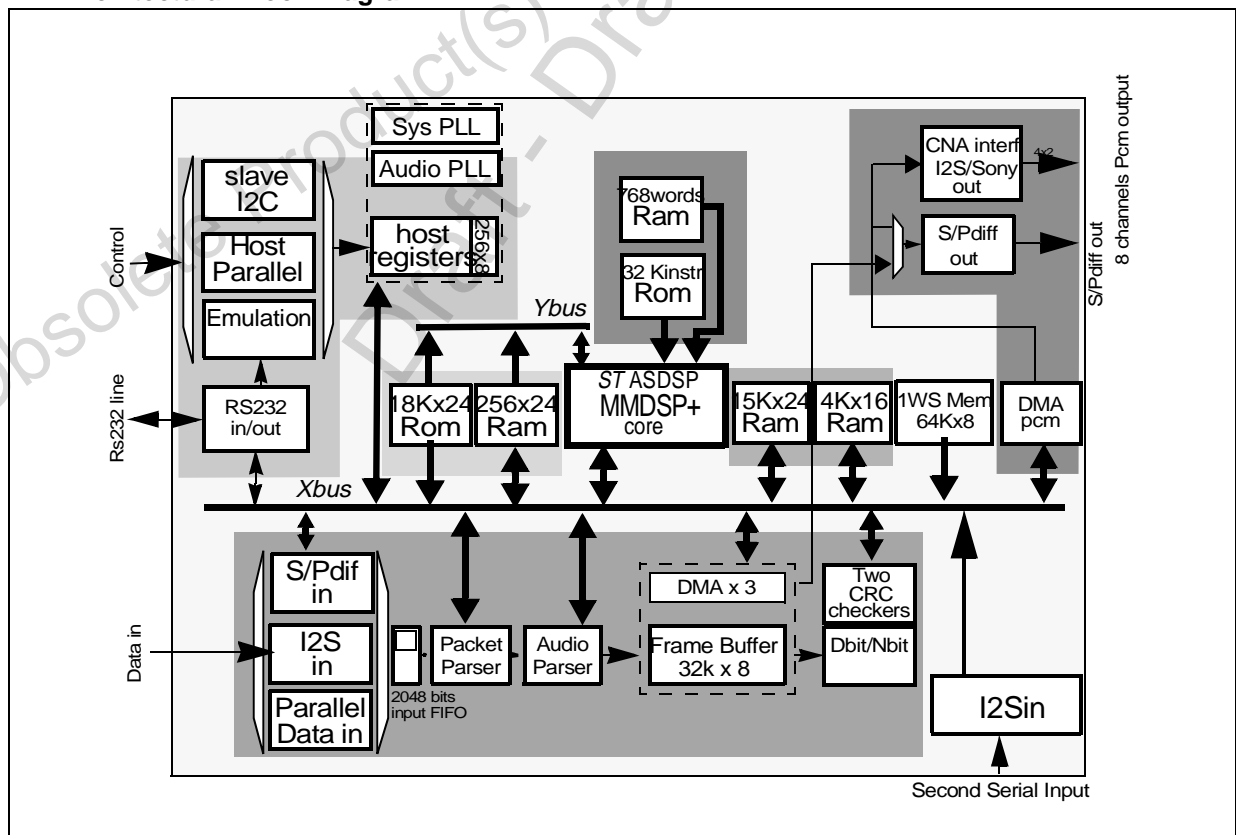 Obsolete Product(s)
Draft - Dra
Sys PLL
Audio PLL
slave
I2C
Host
Parallel
Emulation
host
registers
256x8
Control
RS232
in/out
Rs232 line
768words
Ram
32 Kinstr
Rom
CNA interf
I2S/Sony
out
4x2
S/Pdiff
out
S/Pdiff out
8 channels Pcm output
Ybus
18Kx24
Rom
256x24
Ram
ST ASDSP
MMDSP+
core
15Kx24
Ram
4Kx16
Ram
1WS Mem
64Kx8
DMA
pcm
Xbus
S/Pdif
in
I2S
in
Parallel
Data in
Data in
2048 bits
input FIFO
Packet
Parser
Audio
Parser
DMA x 3
Frame Buffer
32k x 8
Two
CRC
checkers
Dbit/Nbit
I2Sin
Second Serial Input